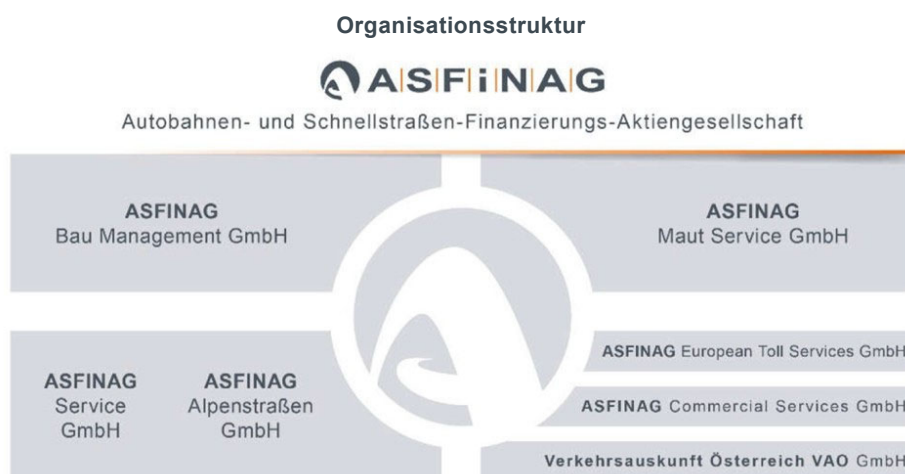 Organisationsstruktur
A|S|F|i|N|A|G
Autobahnen- und Schnellstraßen-Finanzierungs-Aktiengesellschaft
ASFINAG
Bau Management GmbH
ASFINAG
Maut Service GmbH
ASFINAG
Service
GmbH
ASFINAG
Alpenstraßen
GmbH
ASFINAG European Toll Services GmbH
ASFINAG Commercial Services GmbH
Verkehrsauskunft Österreich VAO GmbH